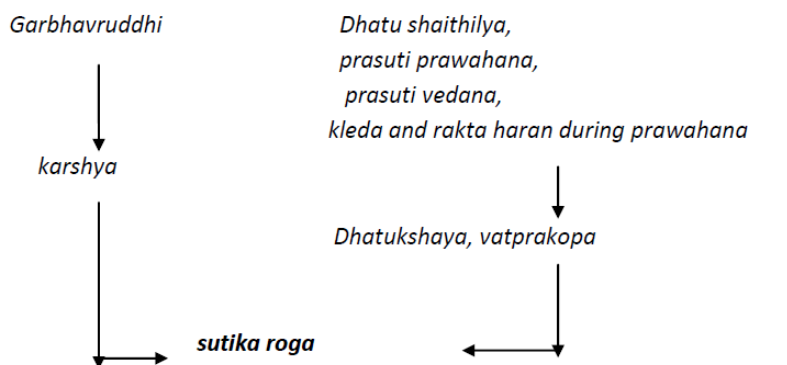 Garbhavruddhi
Dhatu shaithilya,
prasuti prawahana,
prasuti vedana,
kleda and rakta haran during prawahana
karshya
Dhatukshaya, vatprakopa
sutika roga